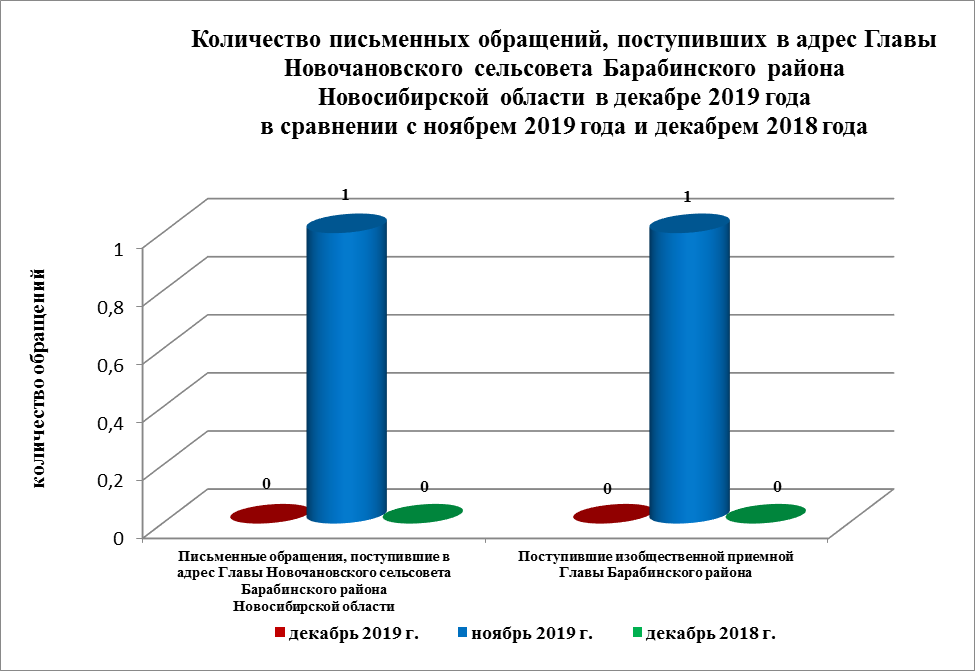 Количество письменных обращений, поступивших в адрес Главы
Новочановского сельсовета Барабинского района
Новосибирской области в декабре 2019 года
в сравнении с ноябрем 2019 года и декабрем 2018 года
количество обращений
1
0,8
0,6
0,4
0,2
0
0
1
0
0
1
0
Письменные обращения, поступившие в
адрес Главы Новочановского сельсовета
Барабинского района
Новосибирской области
Поступившие изобщественной приемной
Главы Барабинского района
декабрь 2019 г.
ноябрь 2019 г.
декабрь 2018 г.